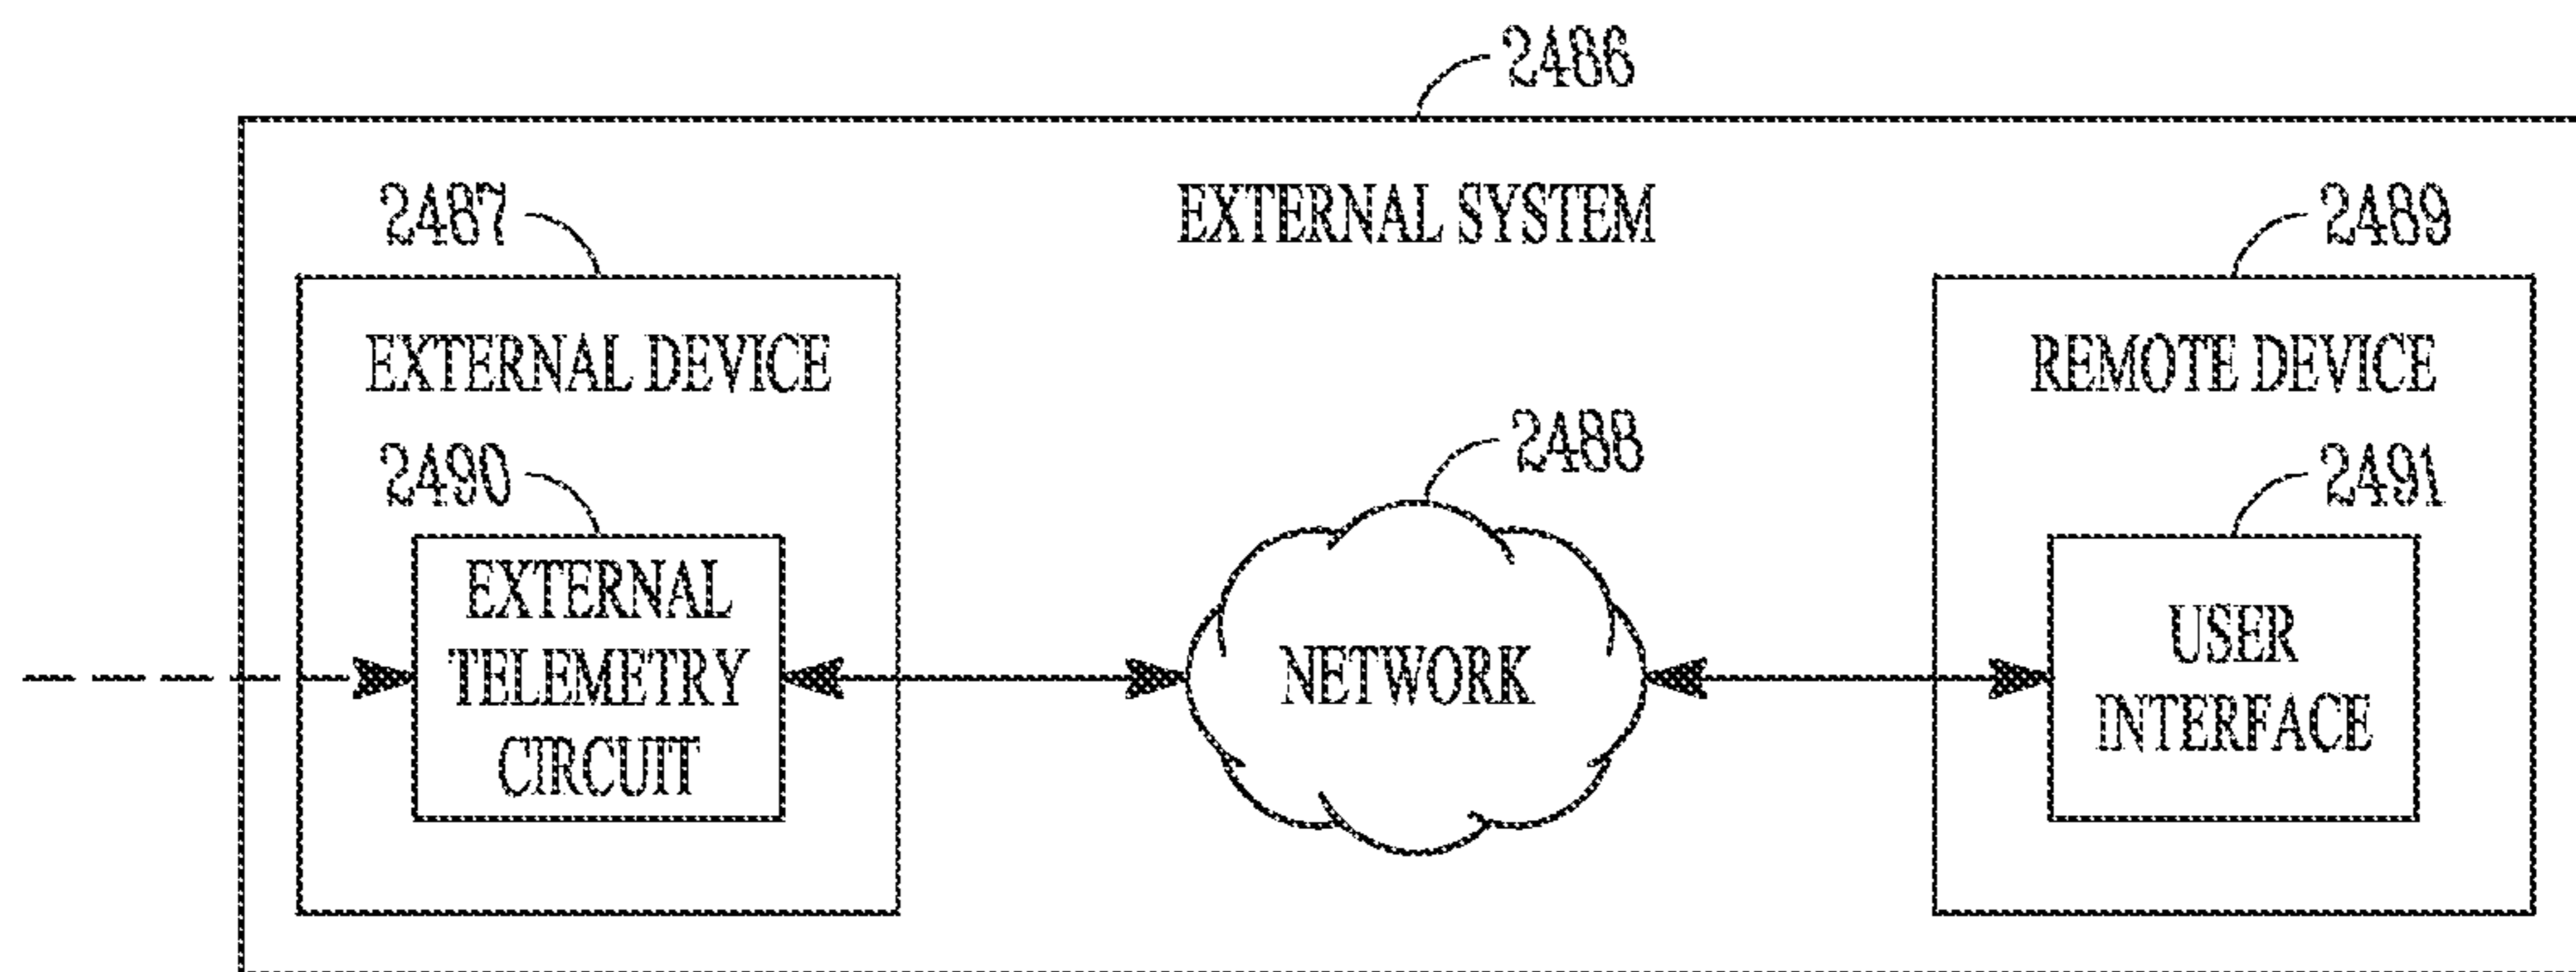 2486
EXTERNAL SYSTEM
2487
EXTERNAL DEVICE
2490
EXTERNAL
TELEMETRY
CIRCUIT
2488
NETWORK
2489
REMOTE DEVICE
2491
USER
INTERFACE